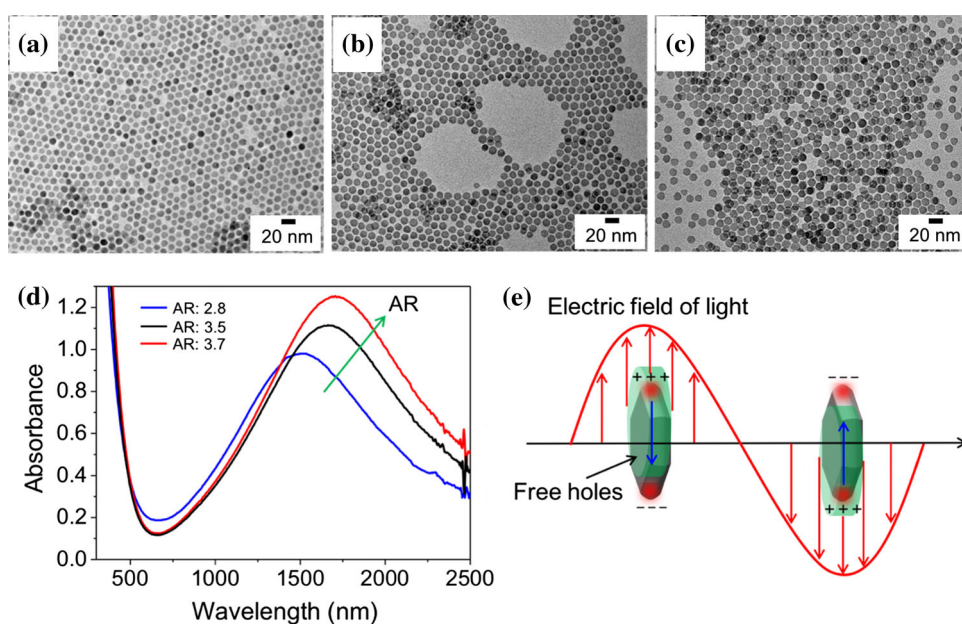 (a)
20 nm
(b)
20 nm
(c)
20 nm
(d)
1.2
1.0
0.8
0.6
0.4
0.2
0.0
AR: 2.8
AR: 3.5
AR: 3.7
AR
500
1000
1500
2000
2500
Absorbance
Wavelength (nm)
(e)
Electric field of light
+ + +
- - -
Free holes
- - -
+ + +